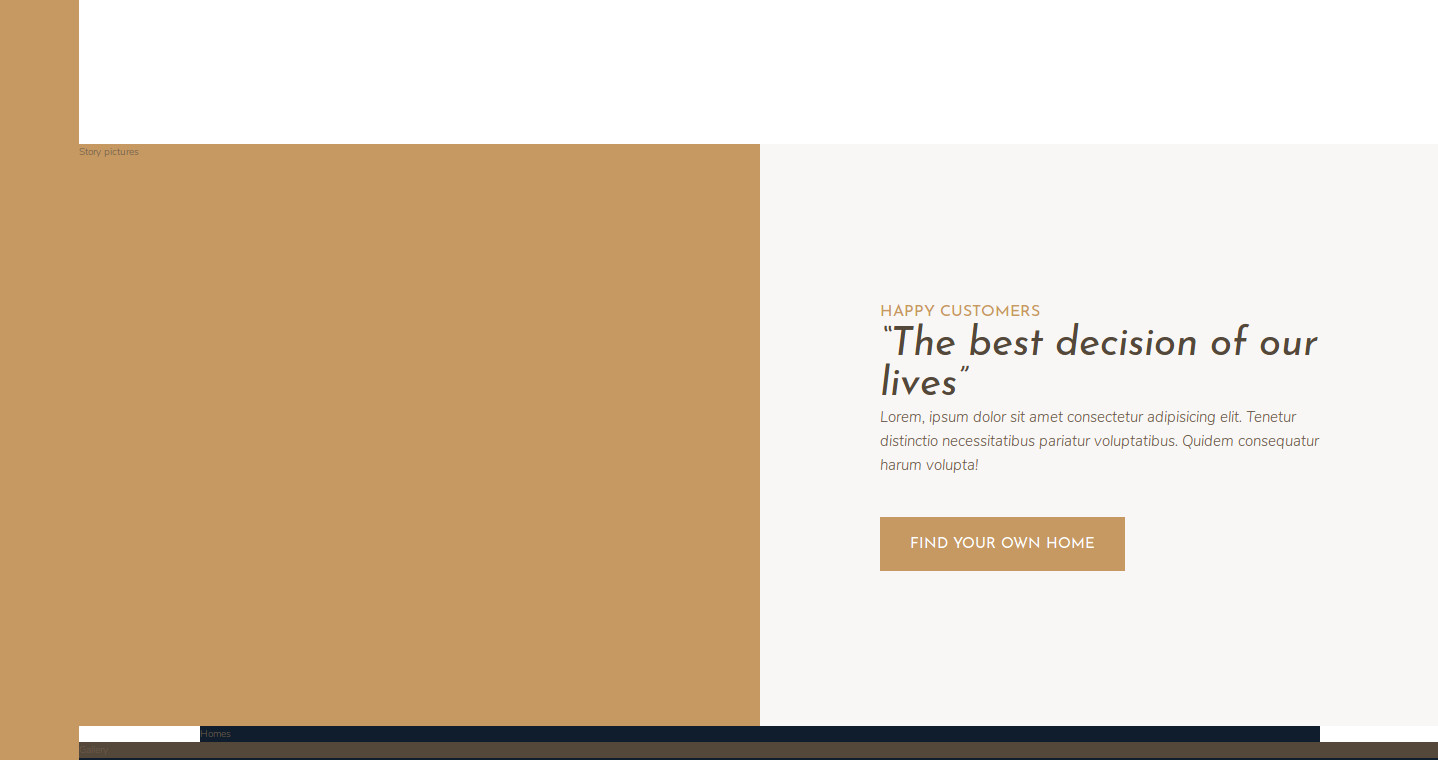 Story pictures
HAPPY CUSTOMERS
“The best decision of our
lives”
Lorem, ipsum dolor sit amet consectetur adipisicing elit. Tenetur
distinctio necessitatibus pariatur voluptatibus. Quidem consequatur
harum volupta!
FIND YOUR OWN HOME
Homes
Gallery